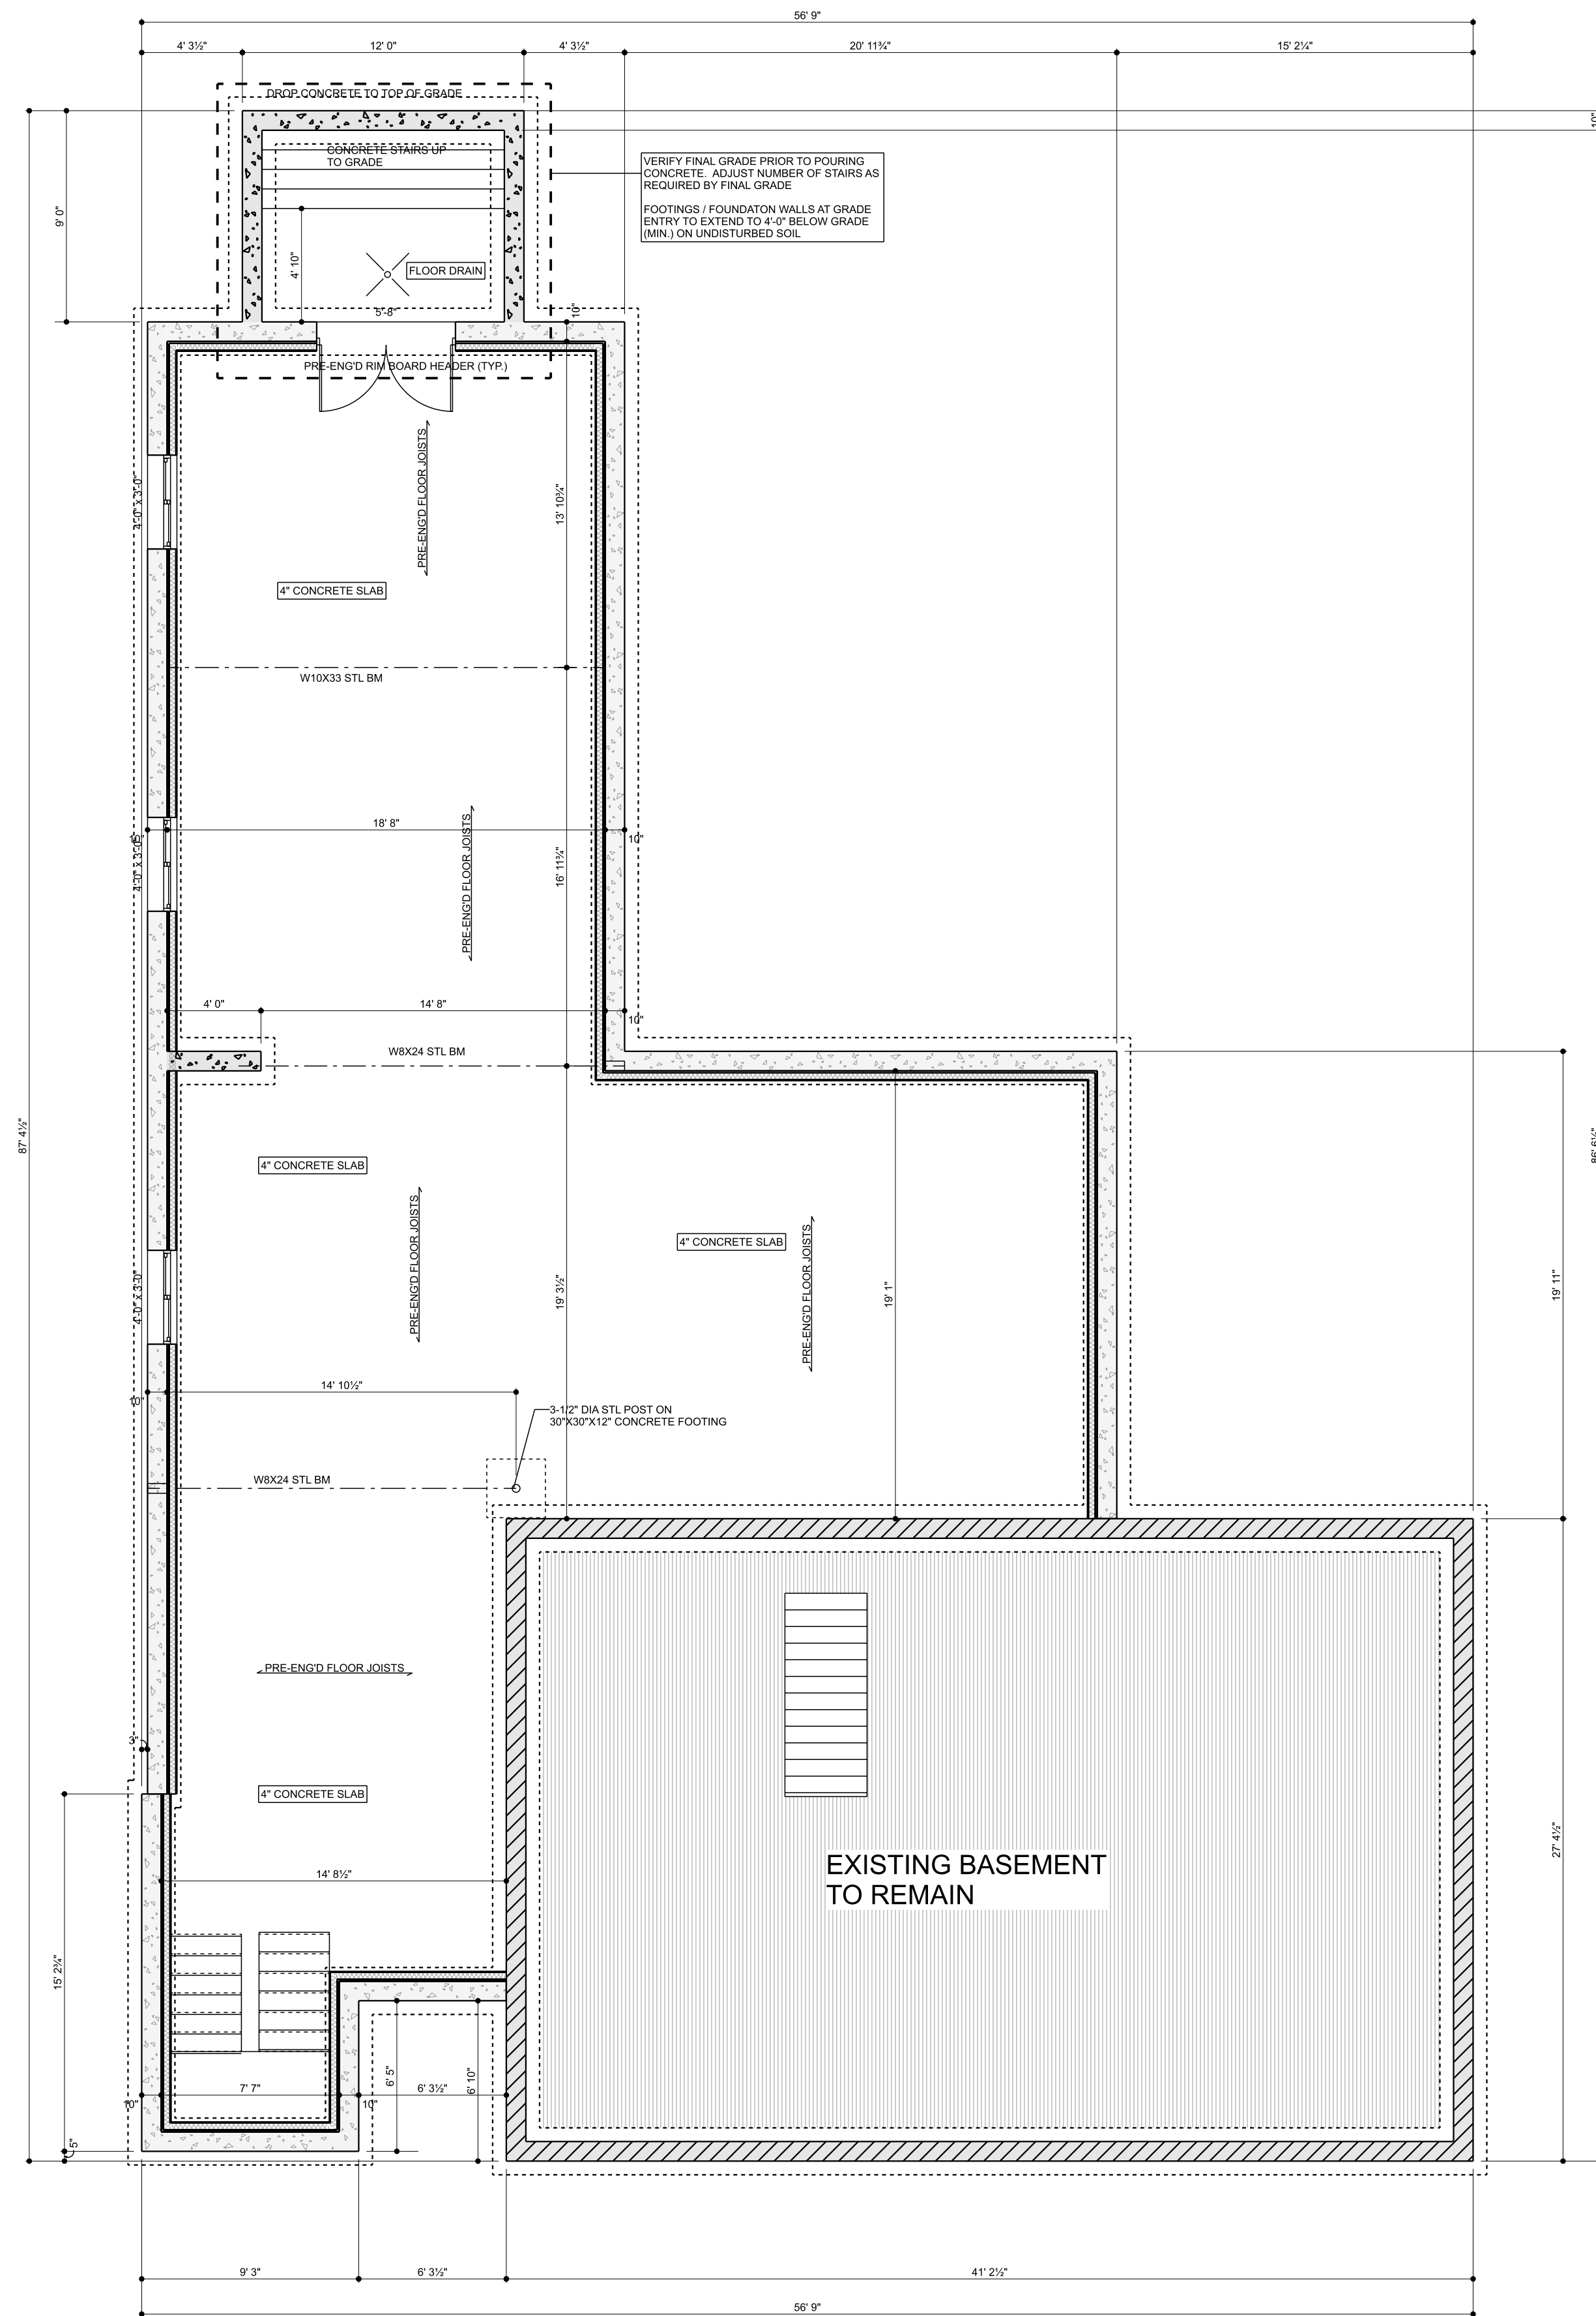 56' 9"
4' 3½"
12' 0"
4' 3½"
20' 11¾"
15' 2¼"
DROP CONCRETE TO TOP OF GRADE
10"
CONCRETE STAIRS UP
TO GRADE
VERIFY FINAL GRADE PRIOR TO POURING
CONCRETE. ADJUST NUMBER OF STAIRS AS
REQUIRED BY FINAL GRADE
FOOTINGS / FOUNDATON WALLS AT GRADE
ENTRY TO EXTEND TO 4'-0" BELOW GRADE
(MIN.) ON UNDISTURBED SOIL
9' 0"
4' 10"
FLOOR DRAIN
5'-8"
10"
PRE-ENG'D RIM BOARD HEADER (TYP.)
PRE-ENG'D FLOOR JOISTS
4'-0" X 3'-0"
13' 10¾"
4" CONCRETE SLAB
W10X33 STL BM
18' 8"
10"
10"
4'-0" X 3'-0"
PRE-ENG'D FLOOR JOISTS
16' 11¾"
4' 0"
14' 8"
10"
W8X24 STL BM
87' 4½"
86' 6½"
4" CONCRETE SLAB
PRE-ENG'D FLOOR JOISTS
4" CONCRETE SLAB
PRE-ENG'D FLOOR JOISTS
4'-0" X 3'-0"
19' 3½"
19' 1"
19' 11"
14' 10½"
10"
3-1/2" DIA STL POST ON
30"X30"X12" CONCRETE FOOTING
W8X24 STL BM
PRE-ENG'D FLOOR JOISTS
3"
4" CONCRETE SLAB
27' 4½"
EXISTING BASEMENT
TO REMAIN
14' 8½"
15' 2¾"
7' 7"
10"
10"
6' 5"
6' 3½"
6' 10"
5"
9' 3"
6' 3½"
41' 2½"
56' 9"